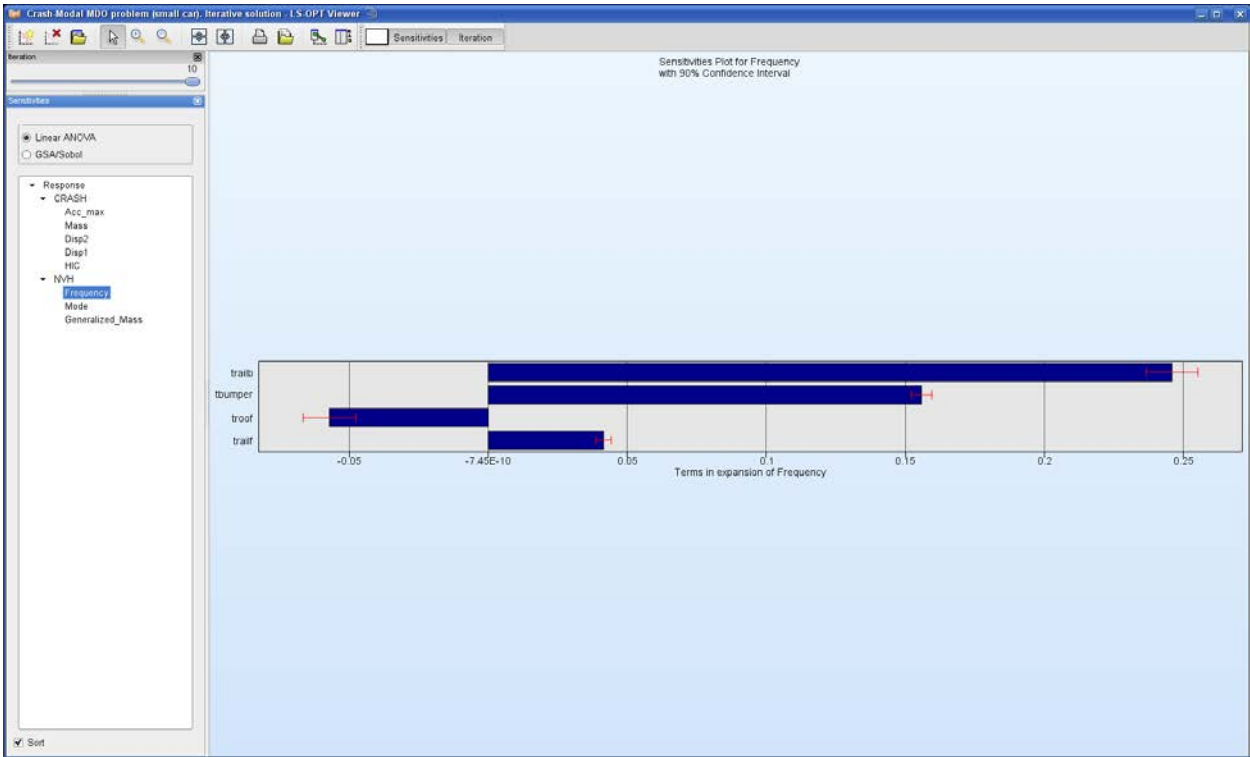 Crash-Modal MDO problem (small car). Iterative solution - LS-OPT Viewer
Sensitivities Iteration
Iteration
10
Sensitivities
Linear ANOVA
GSA/Sobol
Response
CRASH
Acc_max
Mass
Disp2
Disp1
HIC
NVH
Frequency
Mode
Generalized_Mass
Sort
Sensitivities Plot for Frequency
with 90% Confidence Interval
trailb
tbumper
troof
trailf
-0.05 -7.45E-10 0.05 0.1 0.15 0.2 0.25
Terms in expansion of Frequency